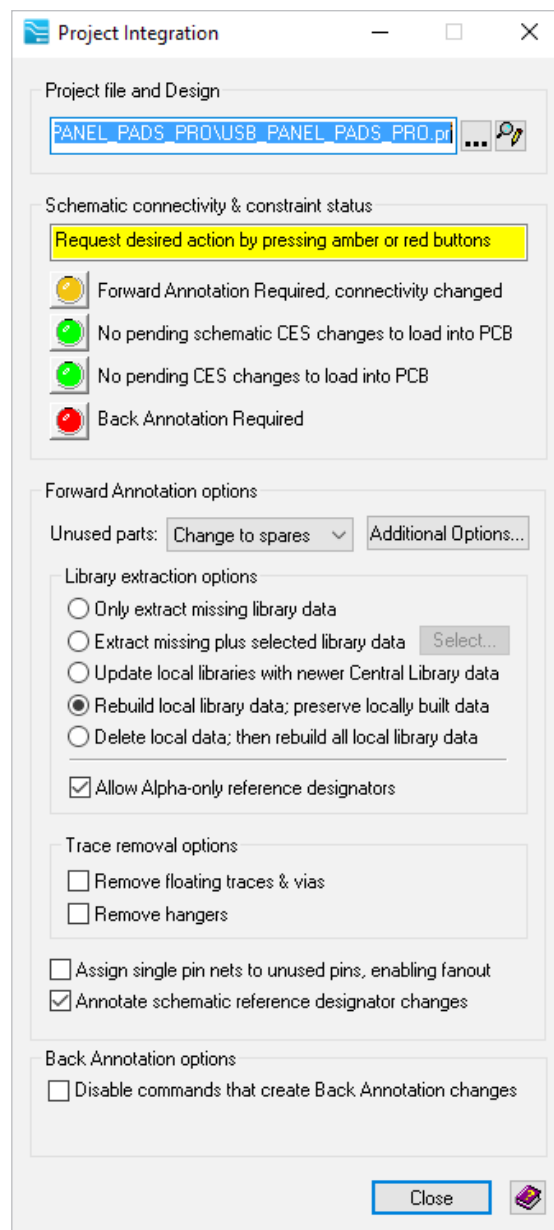 Project Integration
Project file and Design
PANEL_PADS_PRO\USB_PANEL_PADS_PRO.prj
...
Schematic connectivity & constraint status
Request desired action by pressing amber or red buttons
Forward Annotation Required, connectivity changed
No pending schematic CES changes to load into PCB
No pending CES changes to load into PCB
Back Annotation Required
Forward Annotation options
Unused parts: Change to spares Additional Options...
Library extraction options
Only extract missing library data
Extract missing plus selected library data Select...
Update local libraries with newer Central Library data
Rebuild local library data; preserve locally built data
Delete local data; then rebuild all local library data
Allow Alpha-only reference designators
Trace removal options
Remove floating traces & vias
Remove hangers
Assign single pin nets to unused pins, enabling fanout
Annotate schematic reference designator changes
Back Annotation options
Disable commands that create Back Annotation changes
Close